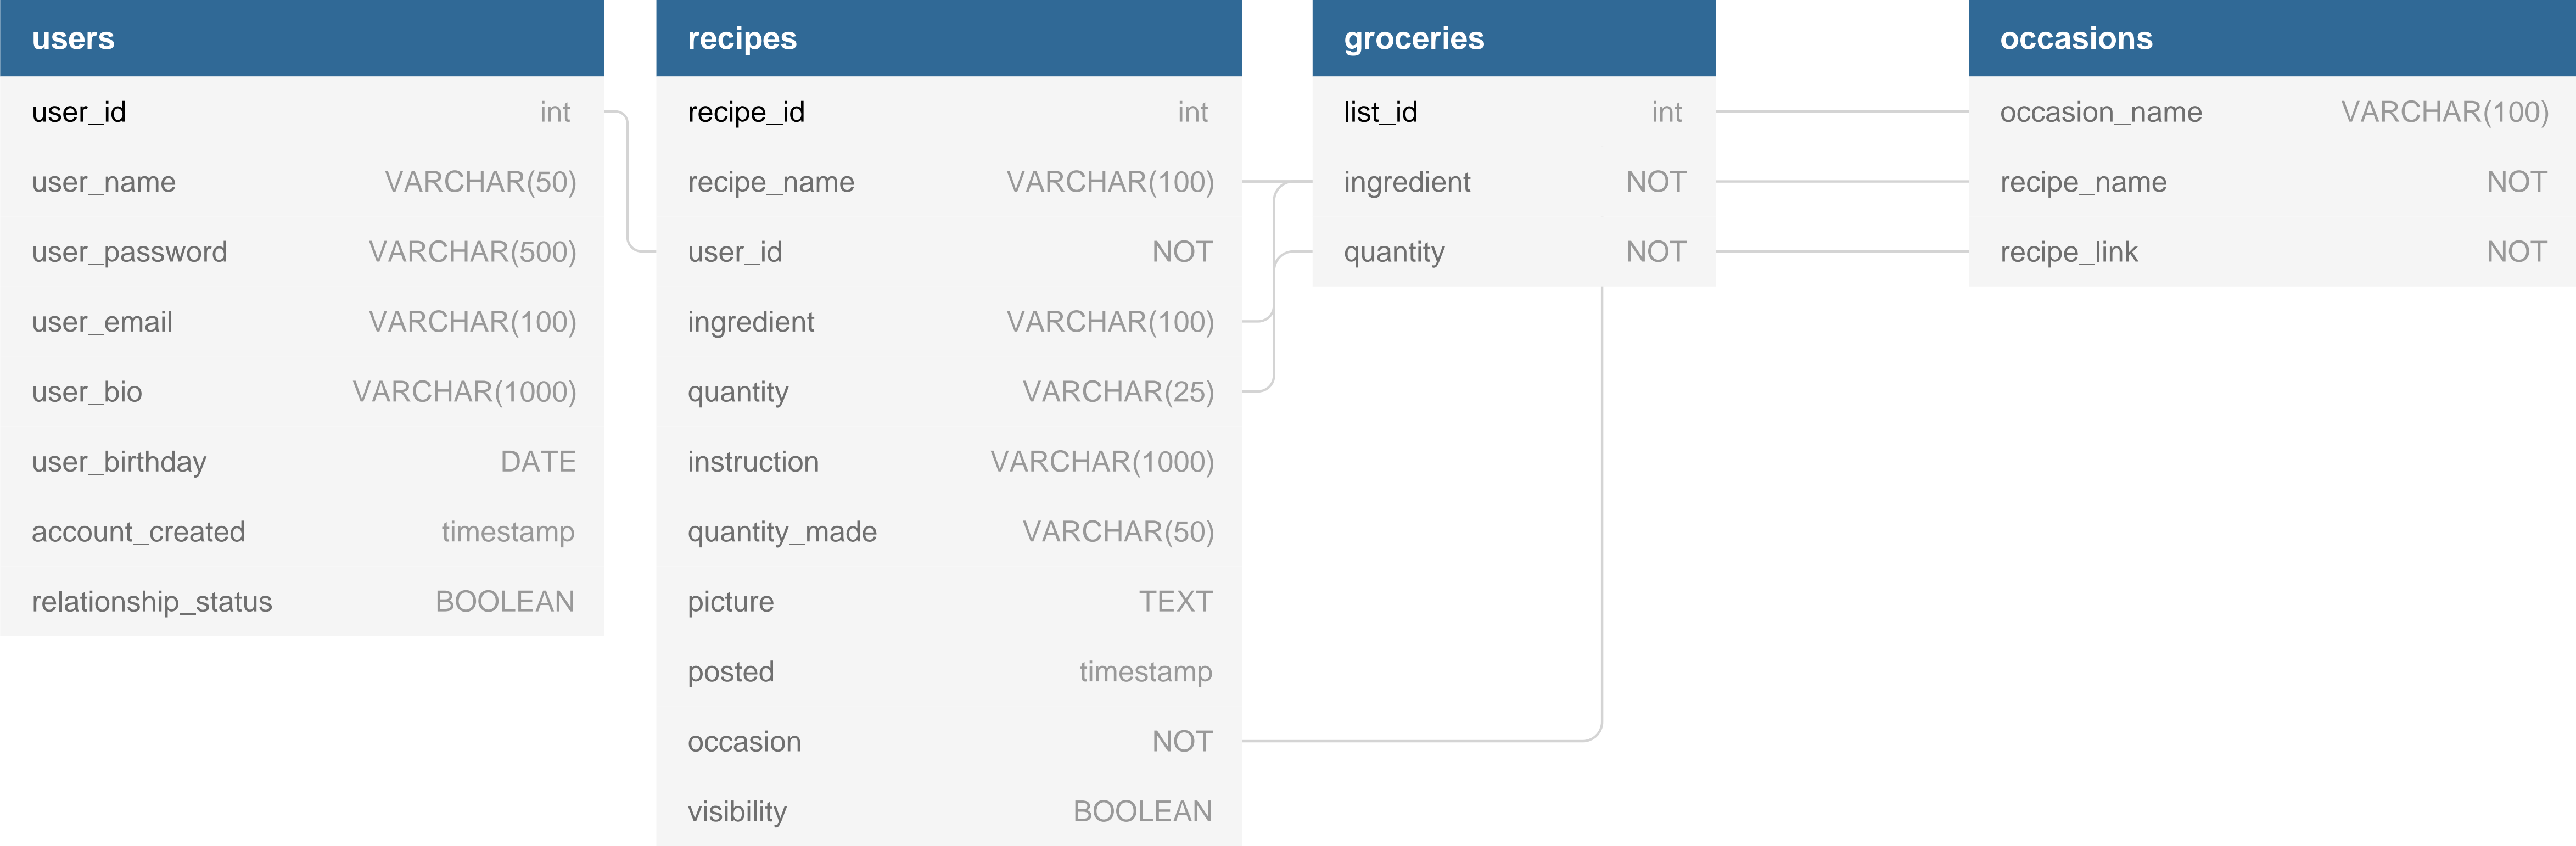 users
user_id int
user_name VARCHAR(50)
user_password VARCHAR(500)
user_email VARCHAR(100)
user_bio VARCHAR(1000)
user_birthday DATE
account_created timestamp
relationship_status BOOLEAN
recipes
recipe_id int
recipe_name VARCHAR(100)
user_id NOT
ingredient VARCHAR(100)
quantity VARCHAR(25)
instruction VARCHAR(1000)
quantity_made VARCHAR(50)
picture TEXT
posted timestamp
occasion NOT
visibility BOOLEAN
groceries
list_id int
ingredient NOT
quantity NOT
occasions
occasion_name VARCHAR(100)
recipe_name NOT
recipe_link NOT